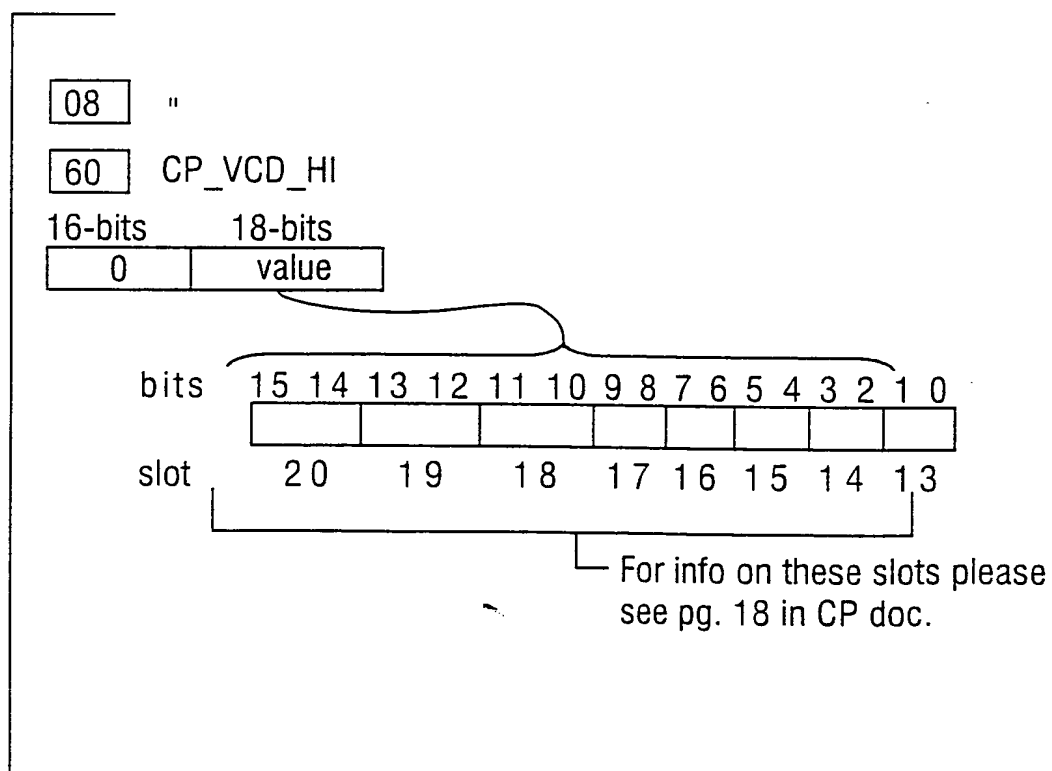 08 "
60 CP_VCD_HI
16-bits 18-bits
0 value
bits 15 14 13 12 11 10 9 8 7 6 5 4 3 2 1 0
slot 20 19 18 17 16 15 14 13
For info on these slots please
see pg. 18 in CP doc.